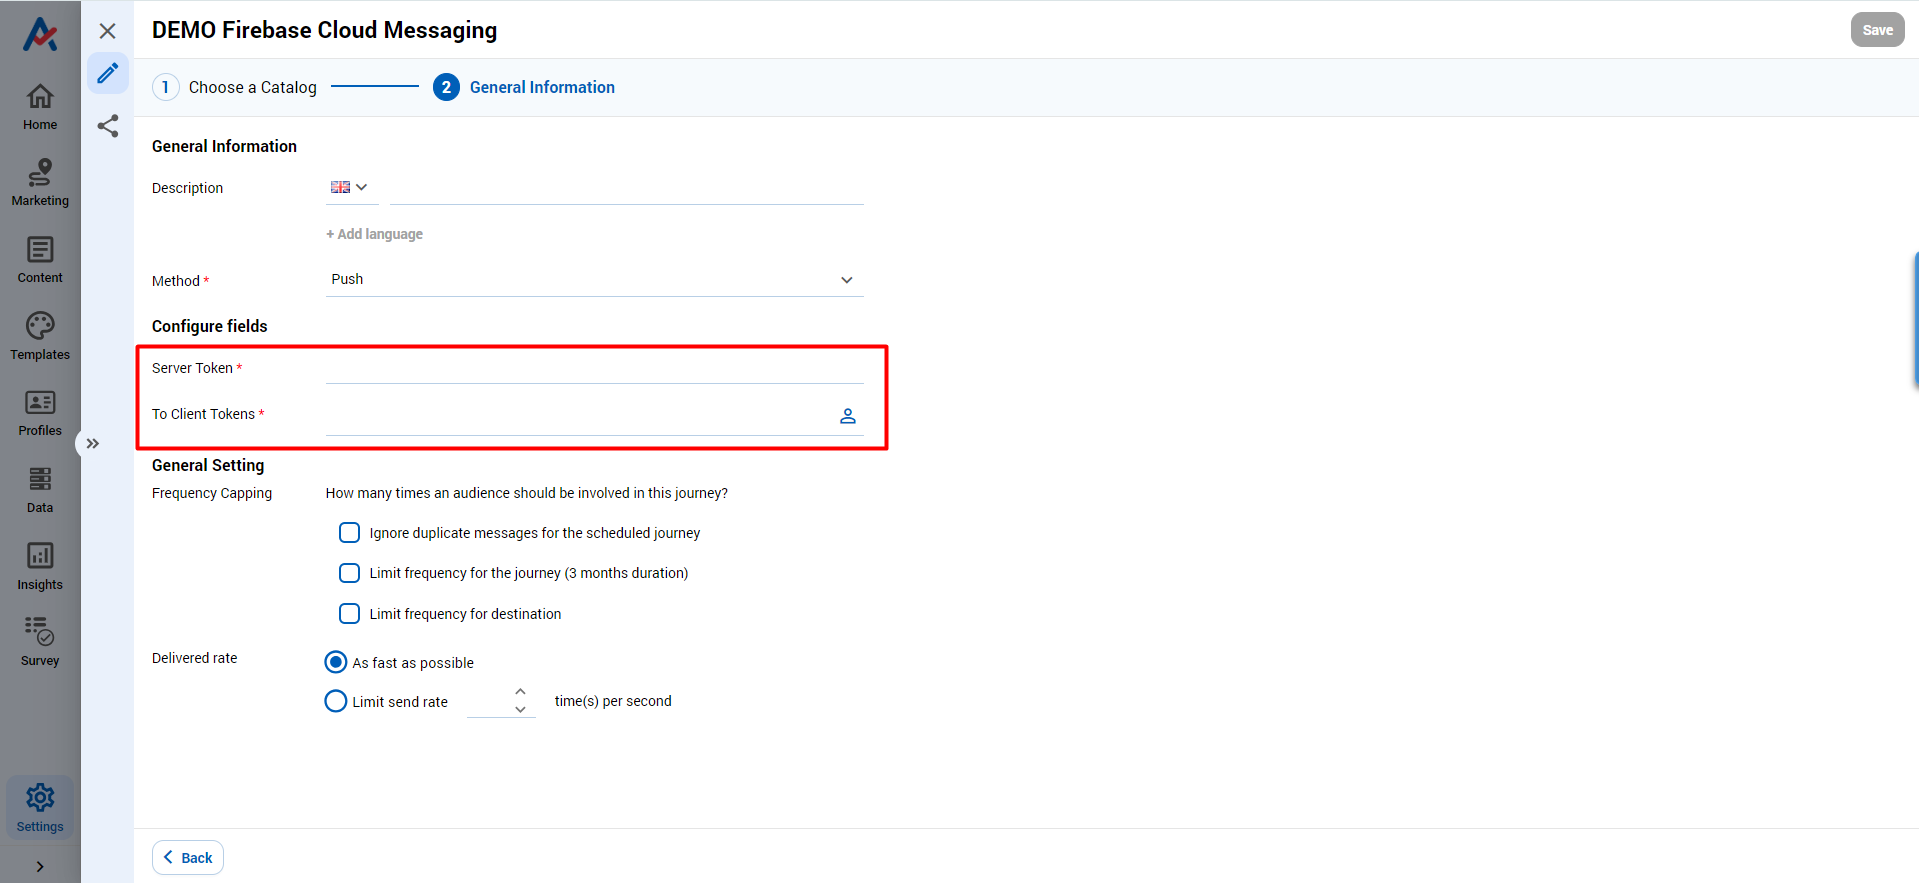 DEMO Firebase Cloud Messaging
Save
1 Choose a Catalog
2 General Information
Home
Marketing
Content
Templates
Profiles
Data
Insights
Survey
Settings
General Information
Description
+ Add language
Method *
Push
Configure fields
Server Token *
To Client Tokens *
General Setting
Frequency Capping
How many times an audience should be involved in this journey?
Ignore duplicate messages for the scheduled journey
Limit frequency for the journey (3 months duration)
Limit frequency for destination
Delivered rate
As fast as possible
Limit send rate
time(s) per second
Back